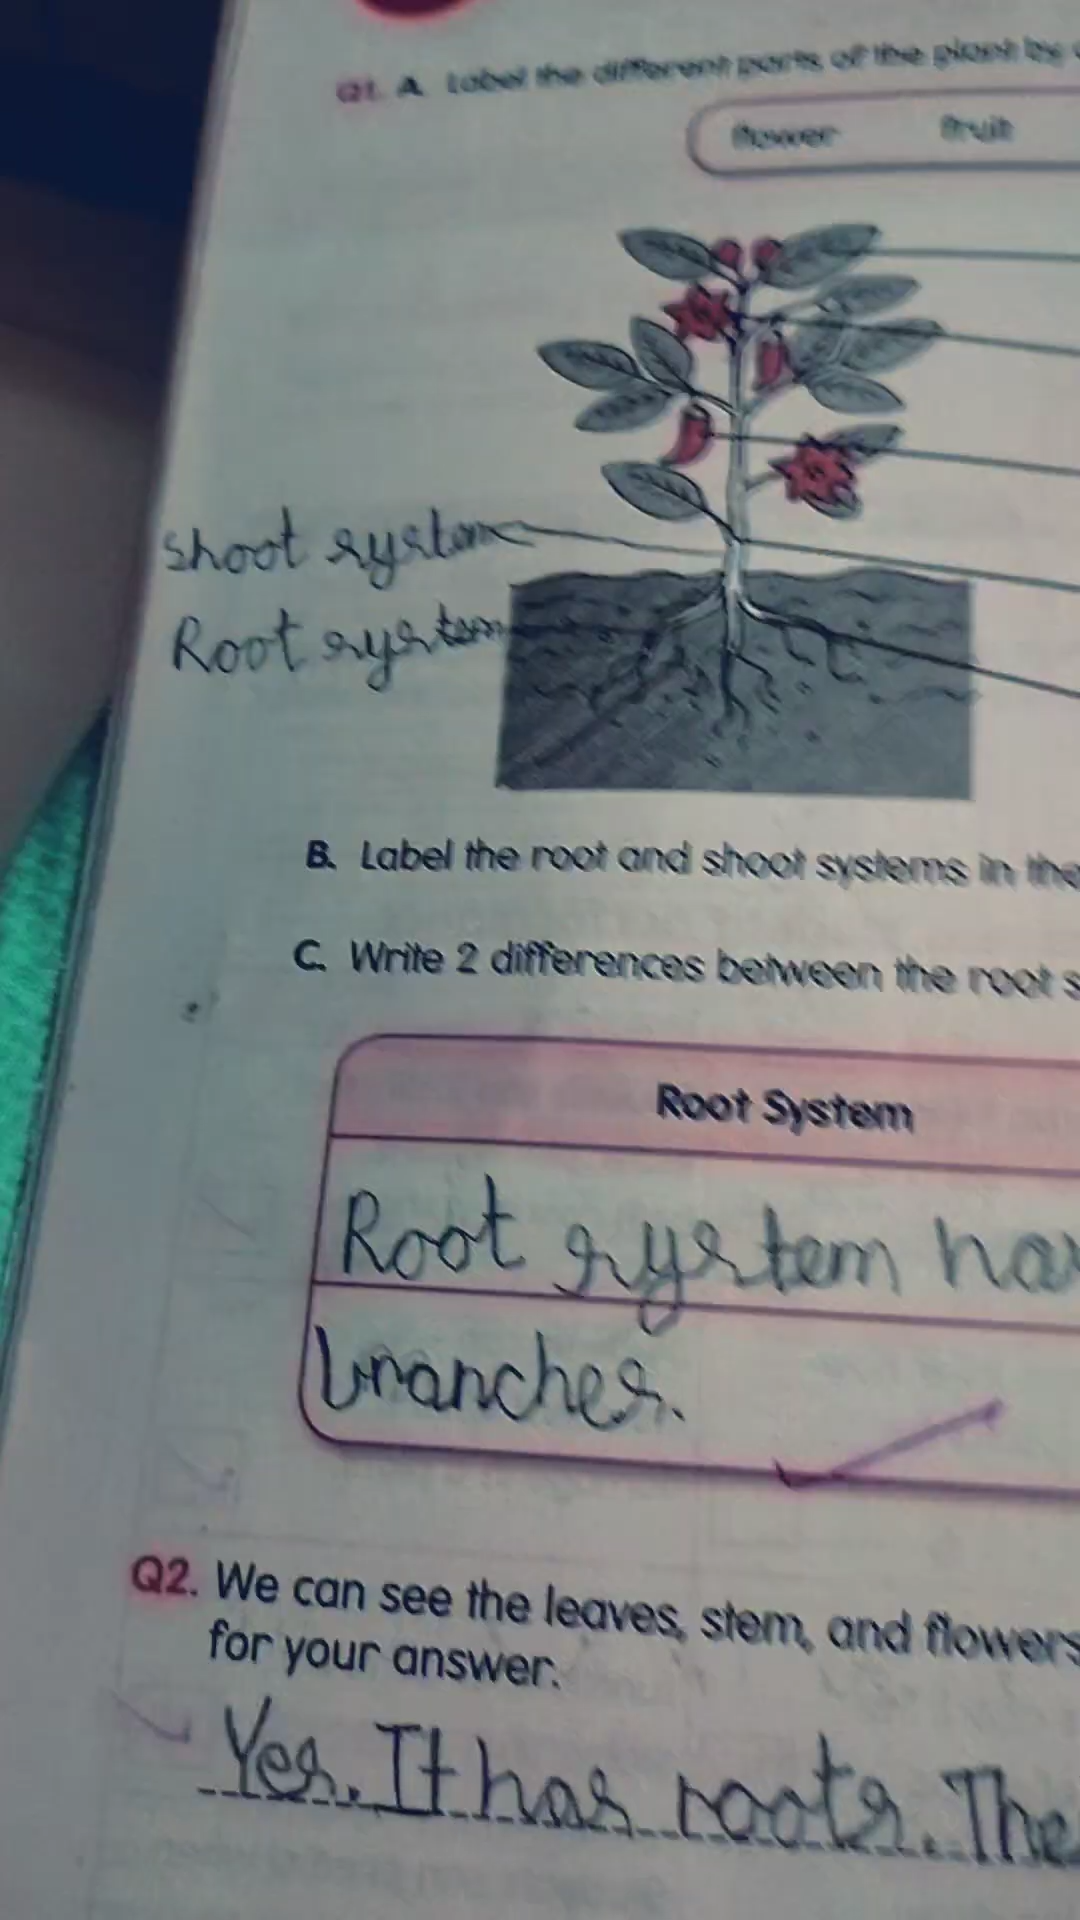 Q1. A. Label the different parts of the plant by
flower fruit
Shoot system
Root system
B. Label the root and shoot systems in the
C. Write 2 differences between the root s
Root System
Root system has
branches.
Q2. We can see the leaves, stem, and flowers
for your answer.
Yes. It has roots. The